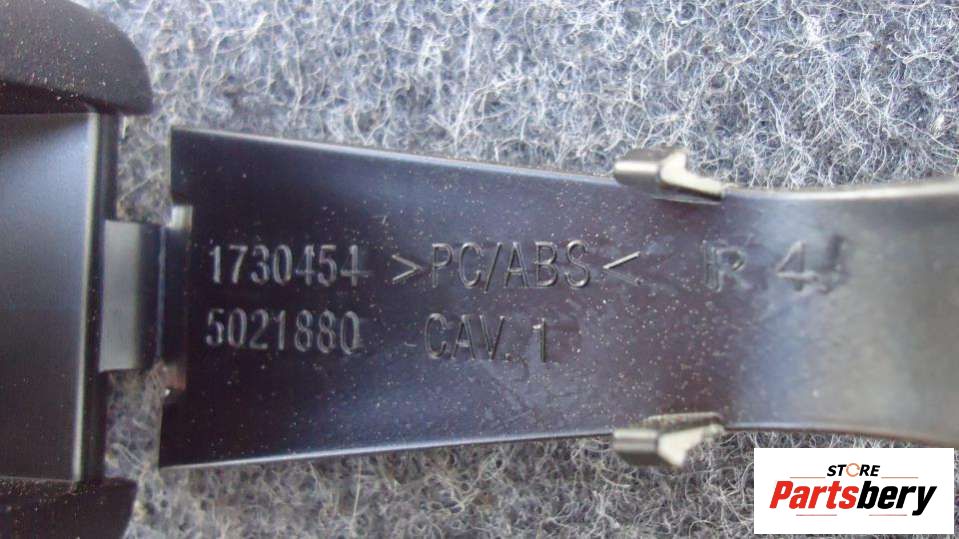 1730454 >PC/ABS< R 4
5021880 CAV. 1
STORE
Partsbery